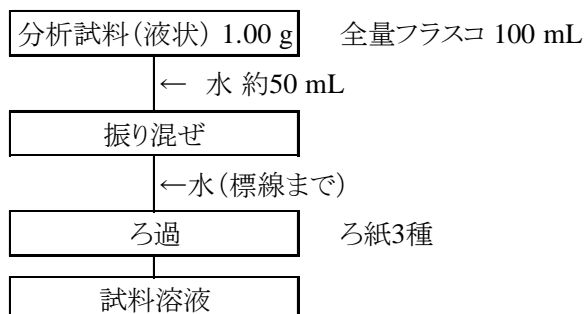 分析試料(液状) 1.00 g 全量フラスコ 100 mL
← 水 約50 mL
振り混ぜ
←水(標線まで)
ろ過 ろ紙3種
試料溶液